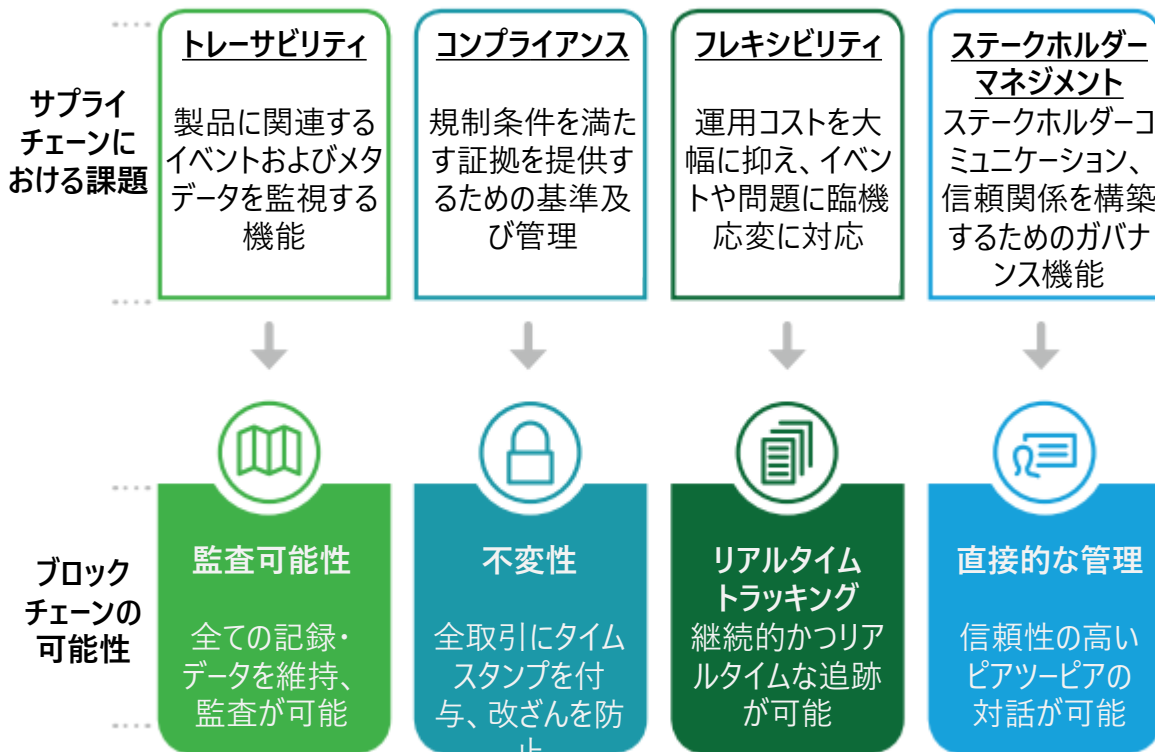 サプライ
チェーンに
おける課題
トレーサビリティ
製品に関連する
イベントおよびメタ
データを監視する
機能
コンプライアンス
規制条件を満た
す証拠を提供す
るための基準及
び管理
フレキシビリティ
運用コストを大
幅に抑え、イベン
トや問題に臨機
応変に対応
ステークホルダー
マネジメント
ステークホルダーコ
ミュニケーション、
信頼関係を構築
するためのガバナ
ンス機能
ブロック
チェーンの
可能性
監査可能性
全ての記録・
データを維持、
監査が可能
不変性
全取引にタイム
スタンプを付
与、改ざんを防
止
リアルタイム
トラッキング
継続的かつリア
ルタイムな追跡
が可能
直接的な管理
信頼性の高い
ピアツーピアの
対話が可能